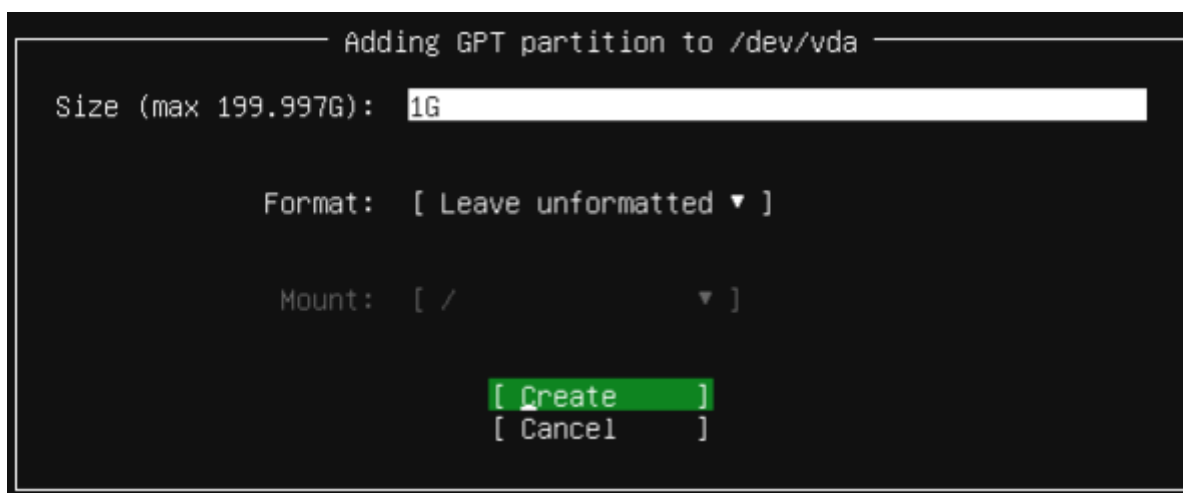 Adding GPT partition to /dev/vda
Size (max 199.997G): 1G
Format: [ Leave unformatted ▾ ]
Mount: [ / ▾ ]
[ Create ]
[ Cancel ]